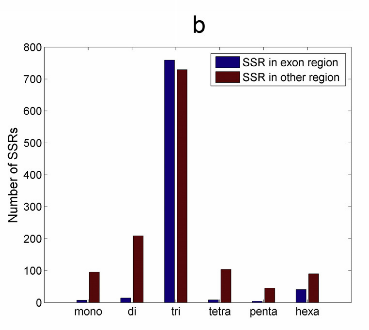 b
800
700
600
500
400
300
200
100
0
Number of SSRs
SSR in exon region
SSR in other region
mono di tri tetra penta hexa